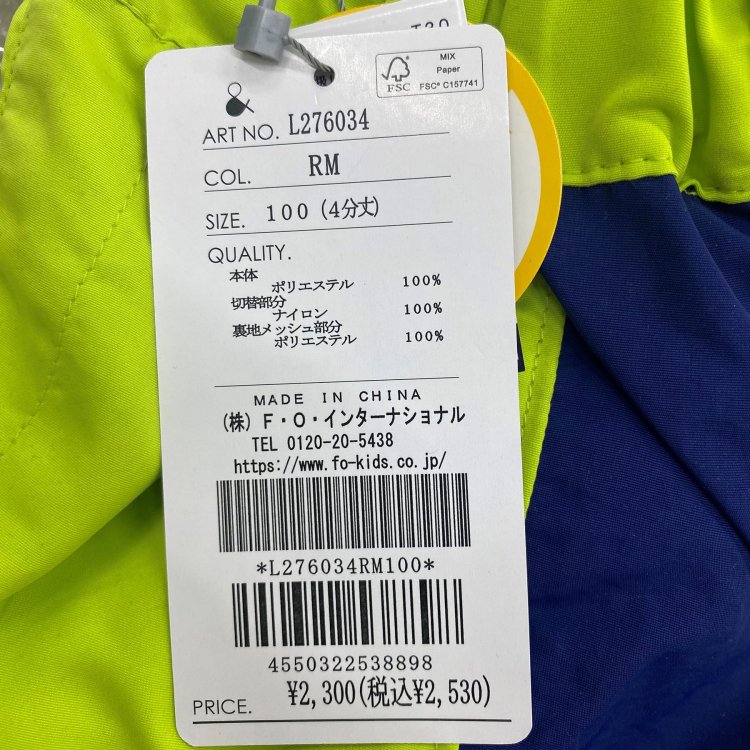 MIX
Paper
FSC
FSC® C157741
&
ART NO. L276034
COL. RM
SIZE. 100 (4分丈)
QUALITY.
本体
ポリエステル 100%
切替部分
ナイロン 100%
裏地メッシュ部分
ポリエステル 100%
MADE IN CHINA
(株) F・O・インターナショナル
TEL 0120-20-5438
https://www.fo-kids.co.jp/
*L276034RM100*
4550322538898
PRICE. ¥2,300(税込¥2,530)